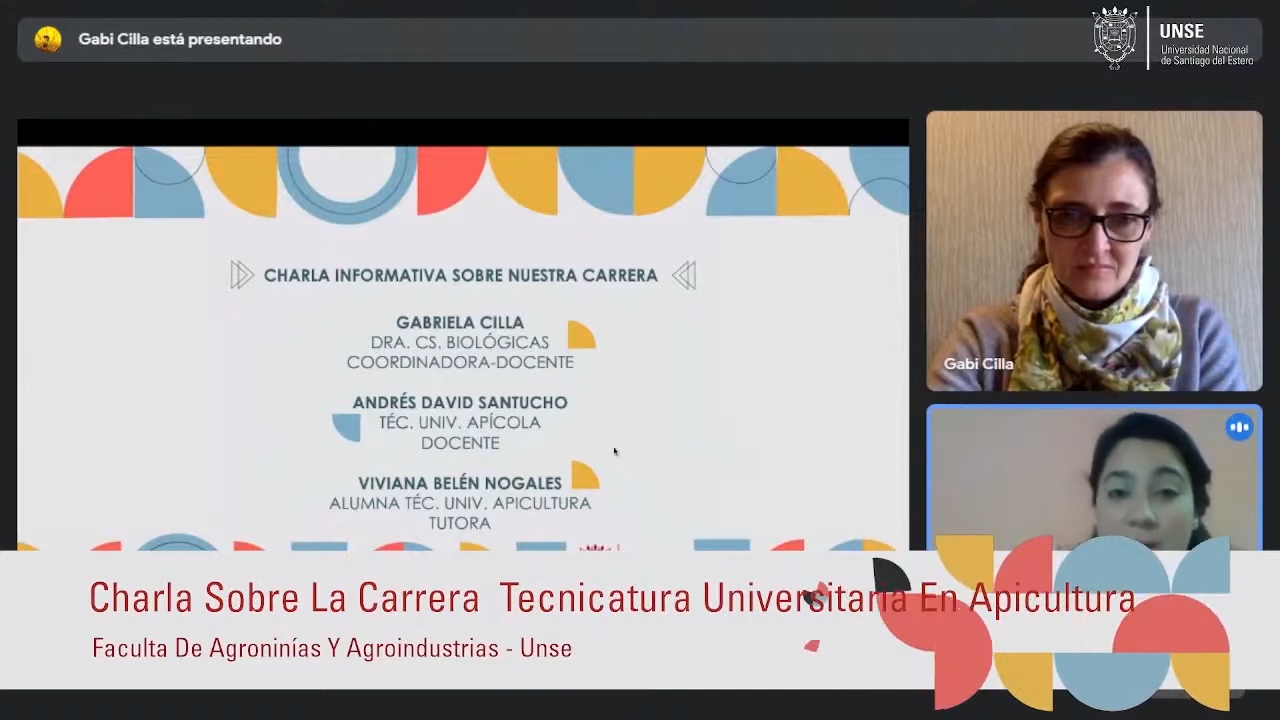 Gabi Cilla está presentando
UNSE
Universidad Nacional
de Santiago del Estero
CHARLA INFORMATIVA SOBRE NUESTRA CARRERA
GABRIELA CILLA
DRA. CS. BIOLÓGICAS
COORDINADORA-DOCENTE
ANDRÉS DAVID SANTUCHO
TÉC. UNIV. APÍCOLA
DOCENTE
VIVIANA BELÉN NOGALES
ALUMNA TÉC. UNIV. APICULTURA
TUTORA
Gabi Cilla
Charla Sobre La Carrera Tecnicatura Universitaria En Apicultura
Faculta De Agroninías Y Agroindustrias - Unse